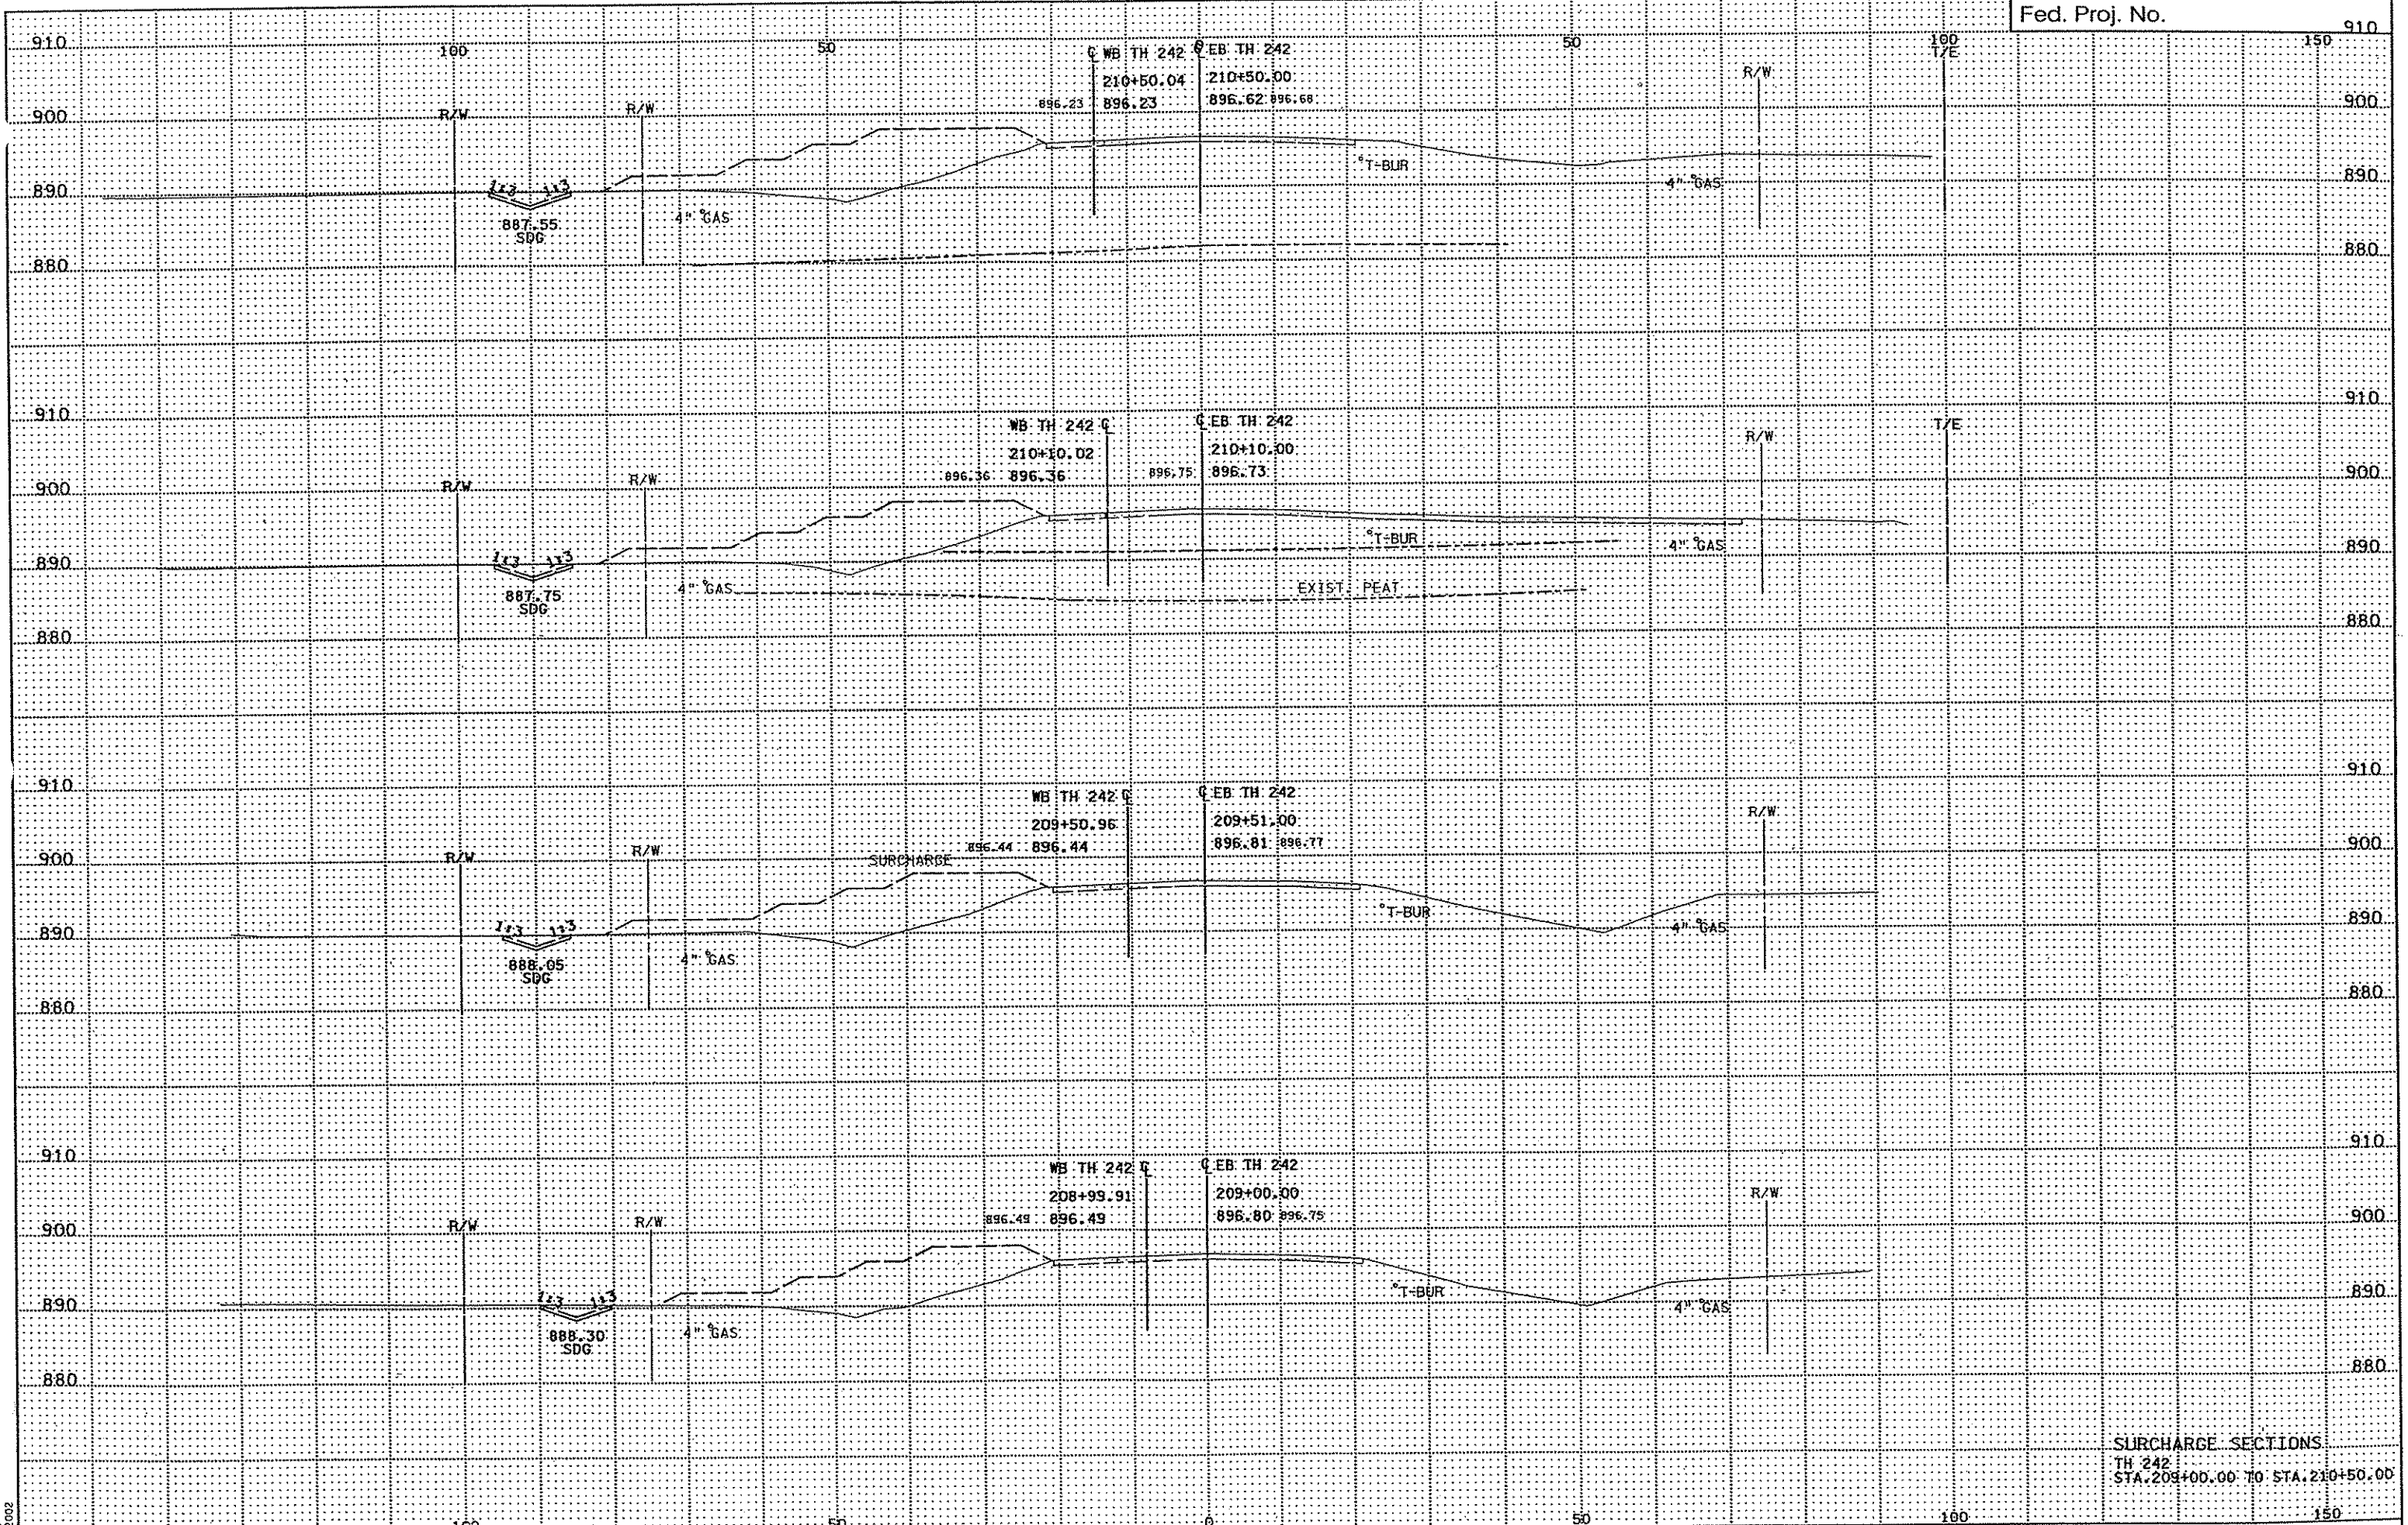 Fed. Proj. No.
910 100 50 0 50 100 150 910
℄ WB TH 242 ℄ EB TH 242 T/E
R/W
210+50.04 210+50.00
896.23 896.23 896.62 896.68
900 R/W R/W 900
°T-BUR
890 1:3 1:3 4" GAS 890
4" GAS
887.55
SDG
880 880
910 910
WB TH 242 ℄ ℄ EB TH 242 T/E
R/W
210+10.02 210+10.00
896.36 896.36 896.75 896.73
900 R/W R/W 900
°T-BUR 4" GAS
890 1:3 1:3 890
4" GAS EXIST. PEAT
887.75
SDG
880 880
910 910
WB TH 242 ℄ ℄ EB TH 242
R/W
209+50.96 209+51.00
896.44 896.44 896.81 896.77
900 R/W R/W SURCHARGE 900
°T-BUR
890 1:3 1:3 4" GAS 890
4" GAS
888.05
SDG
880 880
910 910
WB TH 242 ℄ ℄ EB TH 242
208+99.91 209+00.00 R/W
896.49 896.49 896.80 896.75
900 R/W R/W 900
°T-BUR
890 1:3 1:3 4" GAS 890
4" GAS
888.30
SDG
880 880
SURCHARGE SECTIONS
TH 242
STA.209+00.00 TO STA.210+50.00
100 50 0 50 100 150